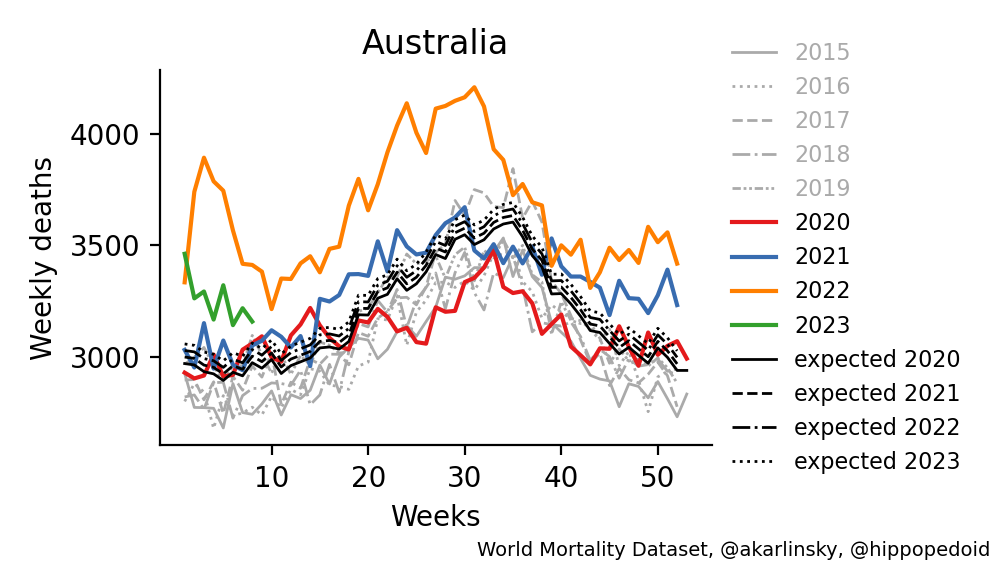 Australia
Weekly deaths
4000
3500
3000
10
20
30
40
50
Weeks
2015
2016
2017
2018
2019
2020
2021
2022
2023
expected 2020
expected 2021
expected 2022
expected 2023
World Mortality Dataset, @akarlinsky, @hippopedoid